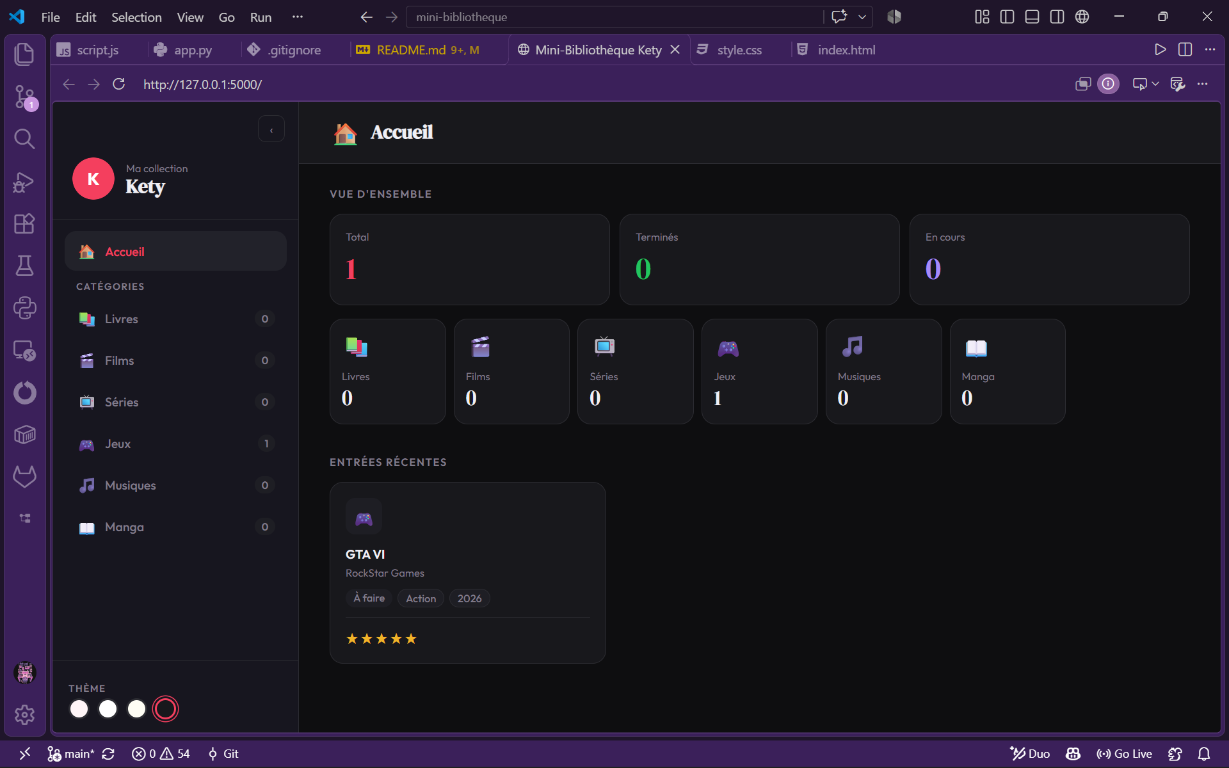 File Edit Selection View Go Run ··· mini-bibliotheque
script.js app.py .gitignore README.md 9+, M Mini-Bibliothèque Kety style.css index.html
http://127.0.0.1:5000/
1
K
Ma collection
Kety
Accueil
CATÉGORIES
Livres 0
Films 0
Séries 0
Jeux 1
Musiques 0
Manga 0
THÈME
Accueil
VUE D'ENSEMBLE
Total
1
Terminés
0
En cours
0
Livres
0
Films
0
Séries
0
Jeux
1
Musiques
0
Manga
0
ENTRÉES RÉCENTES
GTA VI
RockStar Games
À faire Action 2026
★★★★★
main* 0 54 Git Duo Go Live